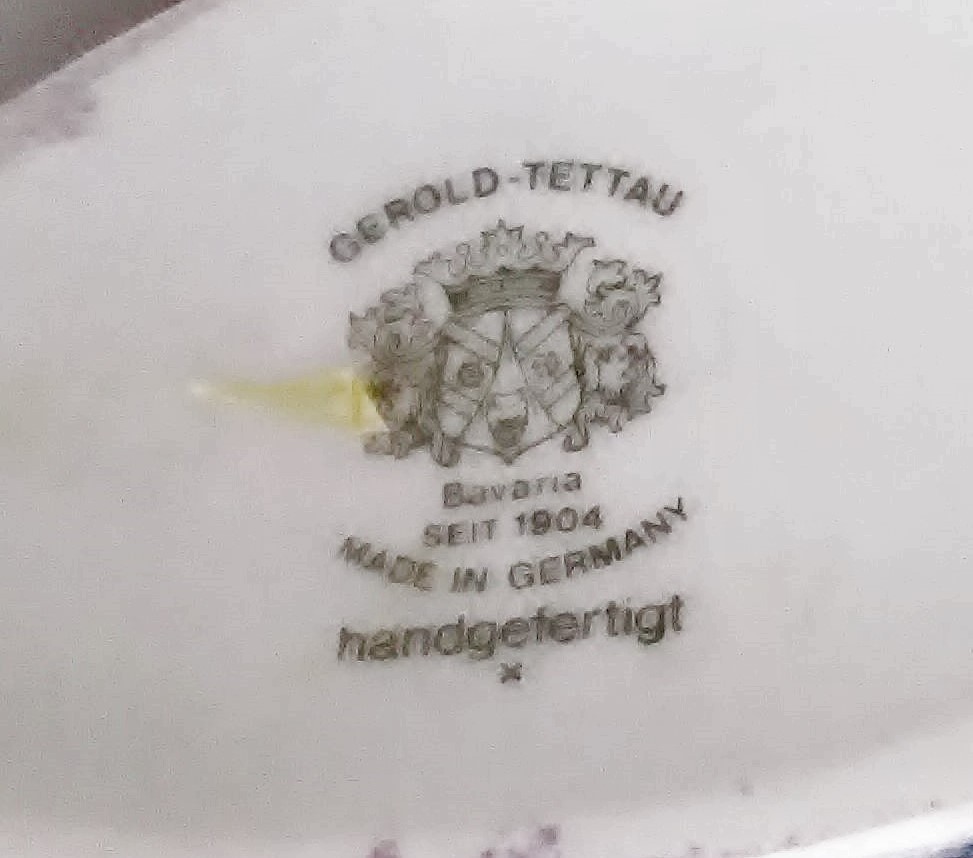 GEROLD-TETTAU
Bavaria
SEIT 1904
MADE IN GERMANY
handgefertigt